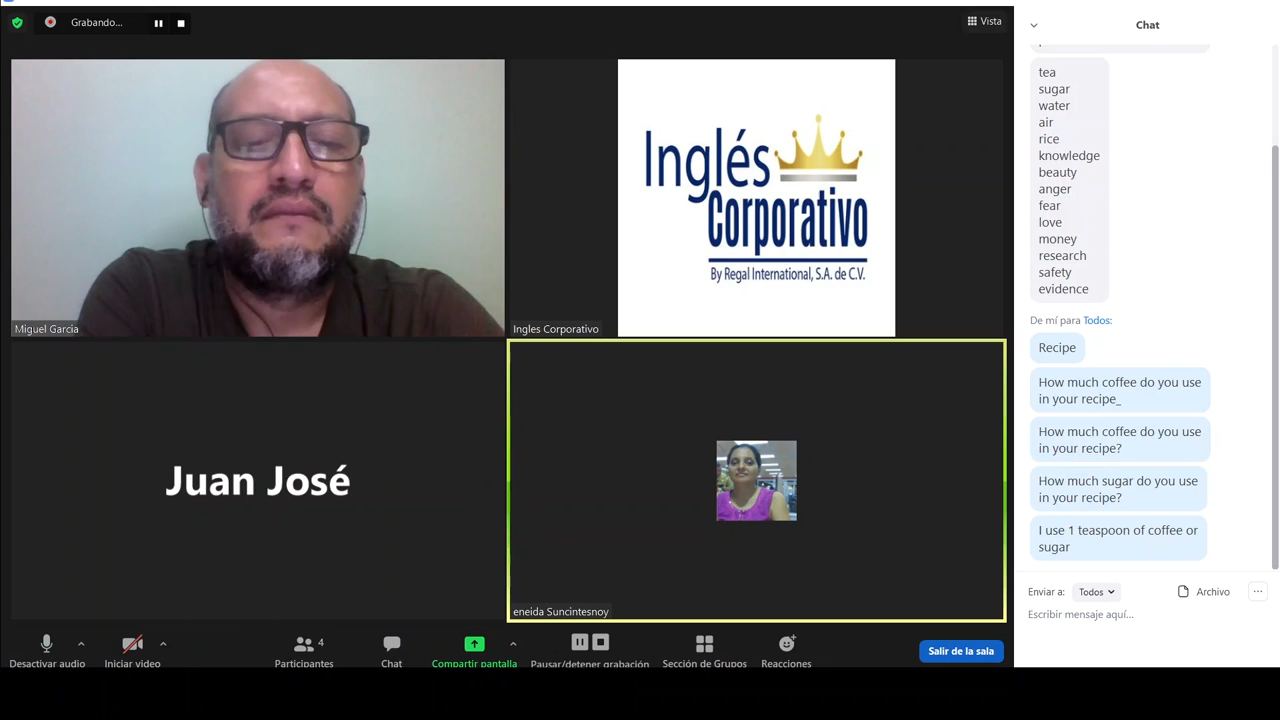 Grabando...
Vista
Inglés
Corporativo
By Regal International, S.A. de C.V.
Miguel Garcia
Ingles Corporativo
Juan José
eneida Suncintesnoy
Desactivar audio
Iniciar video
4
Participantes
Chat
Compartir pantalla
Pausar/detener grabación
Sección de Grupos
Reacciones
Salir de la sala
Chat
tea
sugar
water
air
rice
knowledge
beauty
anger
fear
love
money
research
safety
evidence
De mí para Todos:
Recipe
How much coffee do you use
in your recipe_
How much coffee do you use
in your recipe?
How much sugar do you use
in your recipe?
I use 1 teaspoon of coffee or
sugar
Enviar a: Todos
Archivo
Escribir mensaje aquí...